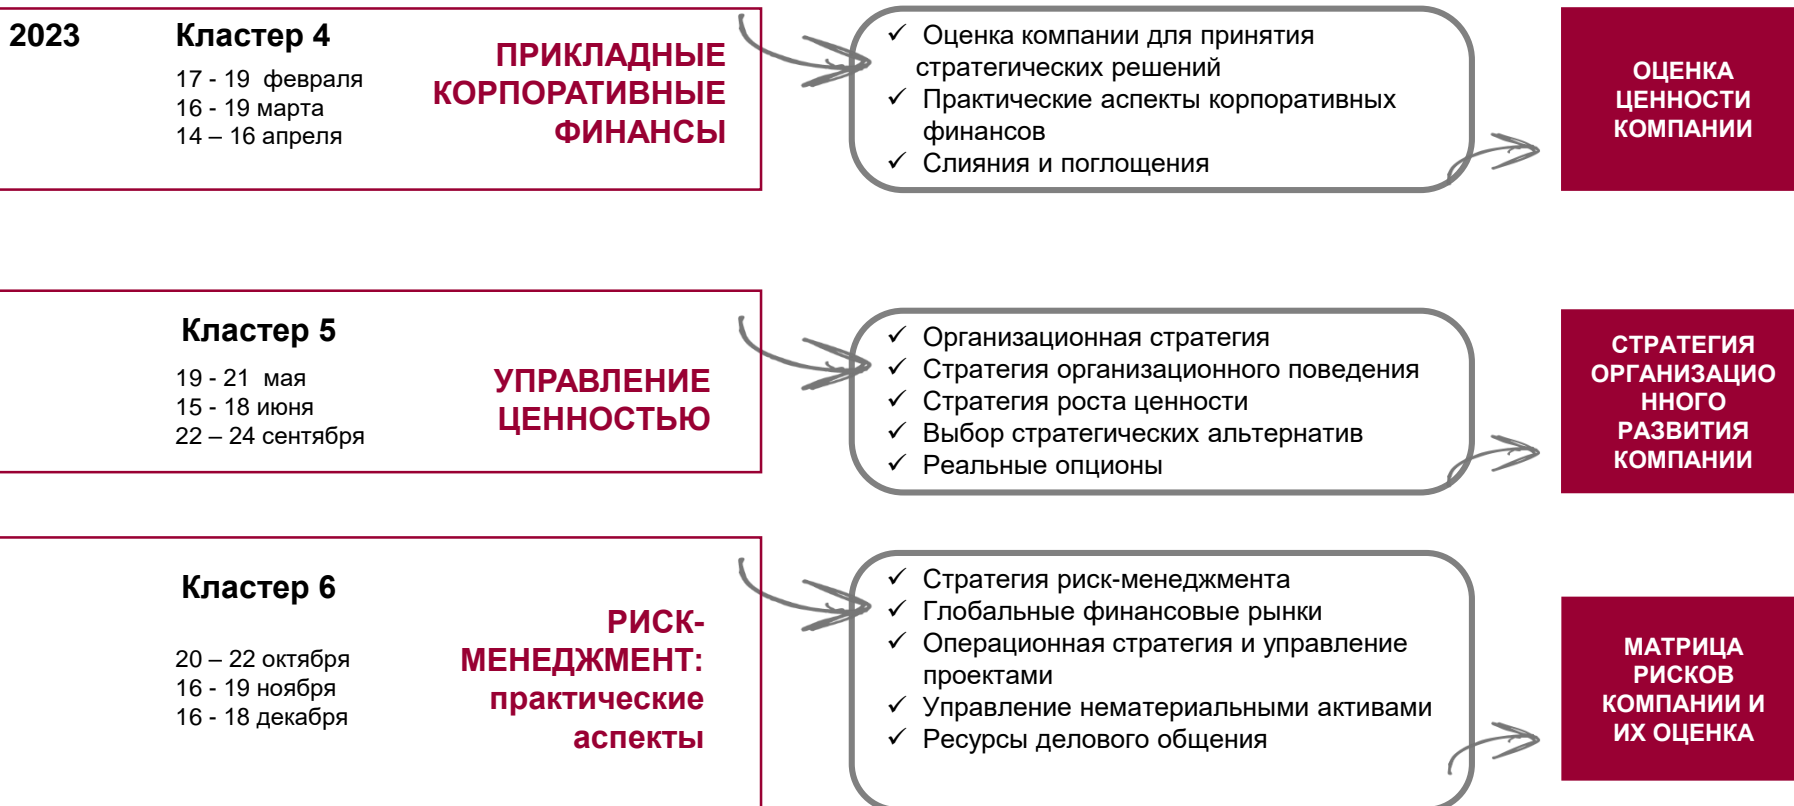 2023
Кластер 4
17 - 19 февраля
16 - 19 марта
14 – 16 апреля
ПРИКЛАДНЫЕ
КОРПОРАТИВНЫЕ
ФИНАНСЫ
✓ Оценка компании для принятия
стратегических решений
✓ Практические аспекты корпоративных
финансов
✓ Слияния и поглощения
ОЦЕНКА
ЦЕННОСТИ
КОМПАНИИ
Кластер 5
19 - 21 мая
15 - 18 июня
22 – 24 сентября
УПРАВЛЕНИЕ
ЦЕННОСТЬЮ
✓ Организационная стратегия
✓ Стратегия организационного поведения
✓ Стратегия роста ценности
✓ Выбор стратегических альтернатив
✓ Реальные опционы
СТРАТЕГИЯ
ОРГАНИЗАЦИО
ННОГО
РАЗВИТИЯ
КОМПАНИИ
Кластер 6
20 – 22 октября
16 - 19 ноября
16 - 18 декабря
РИСК-
МЕНЕДЖМЕНТ:
практические
аспекты
✓ Стратегия риск-менеджмента
✓ Глобальные финансовые рынки
✓ Операционная стратегия и управление
проектами
✓ Управление нематериальными активами
✓ Ресурсы делового общения
МАТРИЦА
РИСКОВ
КОМПАНИИ И
ИХ ОЦЕНКА